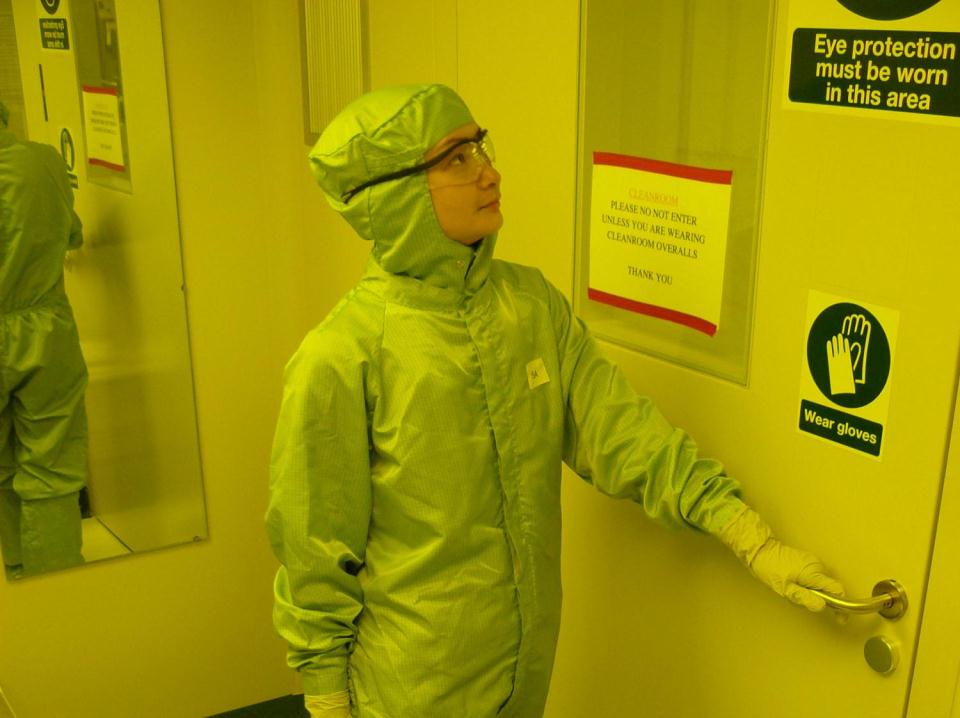 Eye protection
must be worn
in this area
CLEANROOM
PLEASE NO NOT ENTER
UNLESS YOU ARE WEARING
CLEANROOM OVERALLS
THANK YOU
Wear gloves